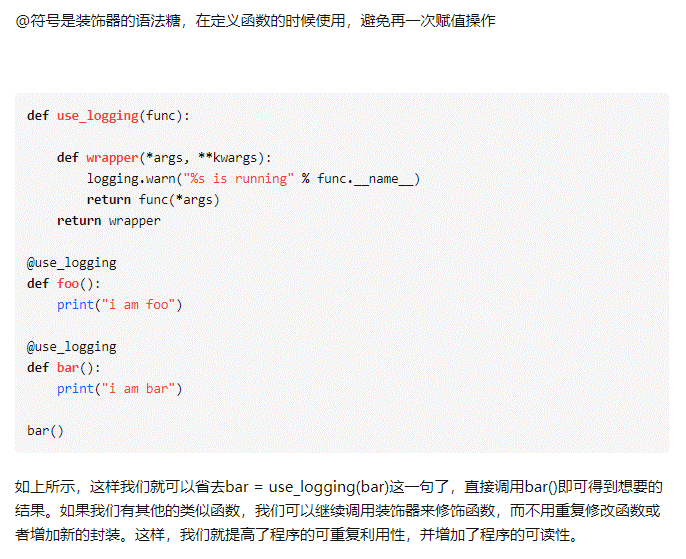 @符号是装饰器的语法糖，在定义函数的时候使用，避免再一次赋值操作
def use_logging(func):
    def wrapper(*args, **kwargs):
        logging.warn("%s is running" % func.__name__)
        return func(*args)
    return wrapper
@use_logging
def foo():
    print("i am foo")
@use_logging
def bar():
    print("i am bar")
bar()
如上所示，这样我们就可以省去bar = use_logging(bar)这一句了，直接调用bar()即可得到想要的
结果。如果我们有其他的类似函数，我们可以继续调用装饰器来修饰函数，而不用重复修改函数或
者增加新的封装。这样，我们就提高了程序的可重复利用性，并增加了程序的可读性。